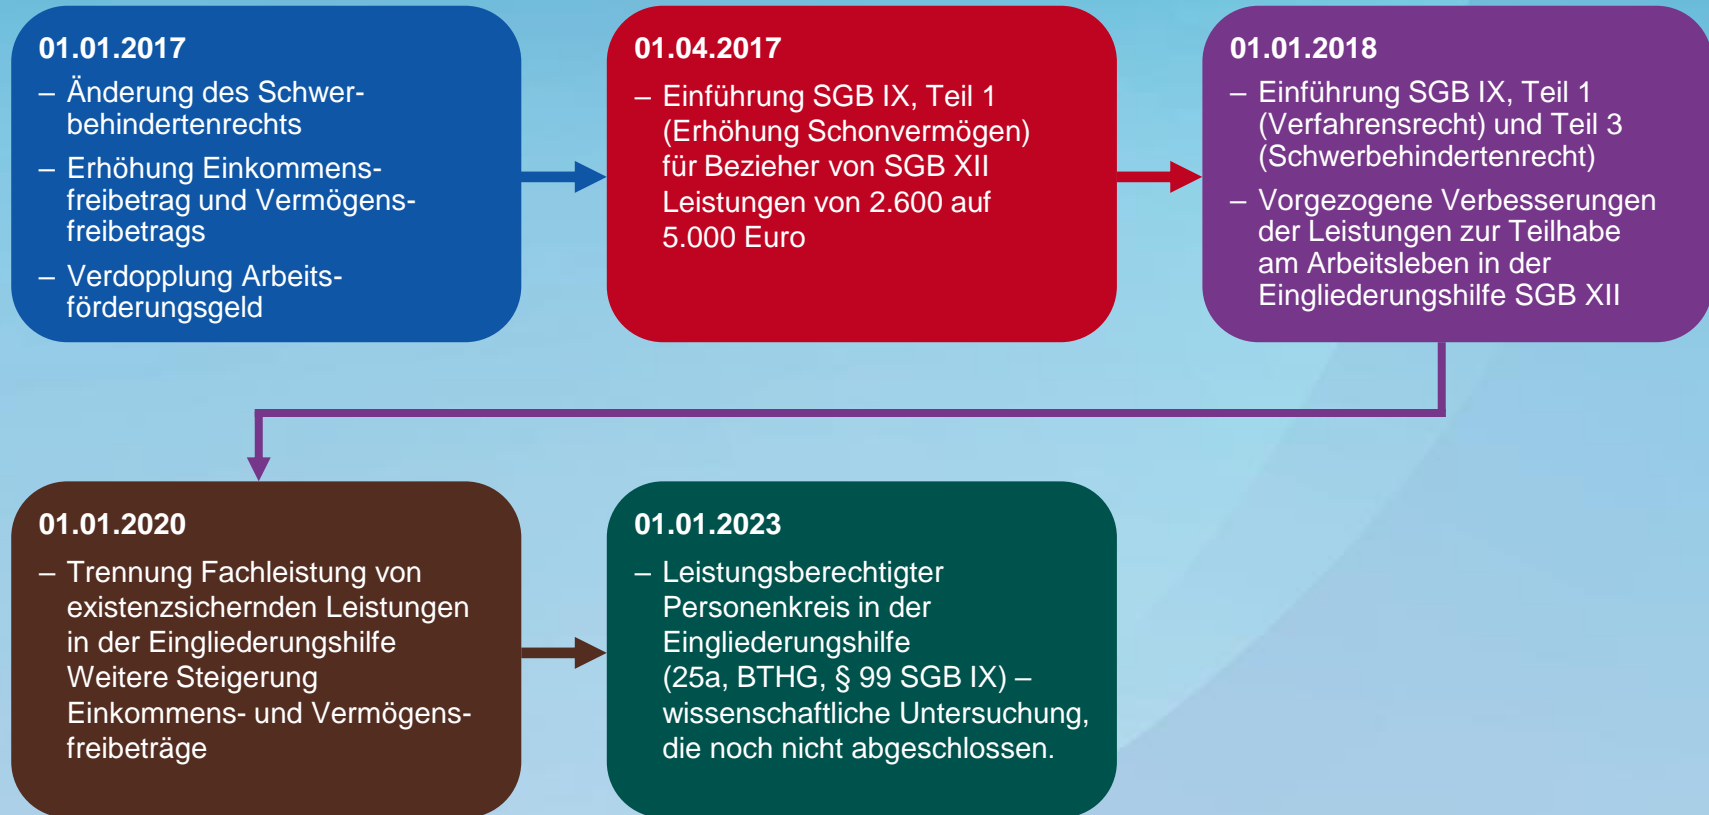 01.01.2017
– Änderung des Schwer-
behindertenrechts
– Erhöhung Einkommens-
freibetrag und Vermögens-
freibetrags
– Verdopplung Arbeits-
förderungsgeld
01.04.2017
– Einführung SGB IX, Teil 1
(Erhöhung Schonvermögen)
für Bezieher von SGB XII
Leistungen von 2.600 auf
5.000 Euro
01.01.2018
– Einführung SGB IX, Teil 1
(Verfahrensrecht) und Teil 3
(Schwerbehindertenrecht)
– Vorgezogene Verbesserungen
der Leistungen zur Teilhabe
am Arbeitsleben in der
Eingliederungshilfe SGB XII
01.01.2020
– Trennung Fachleistung von
existenzsichernden Leistungen
in der Eingliederungshilfe
Weitere Steigerung
Einkommens- und Vermögens-
freibeträge
01.01.2023
– Leistungsberechtigter
Personenkreis in der
Eingliederungshilfe
(25a, BTHG, § 99 SGB IX) –
wissenschaftliche Untersuchung,
die noch nicht abgeschlossen.